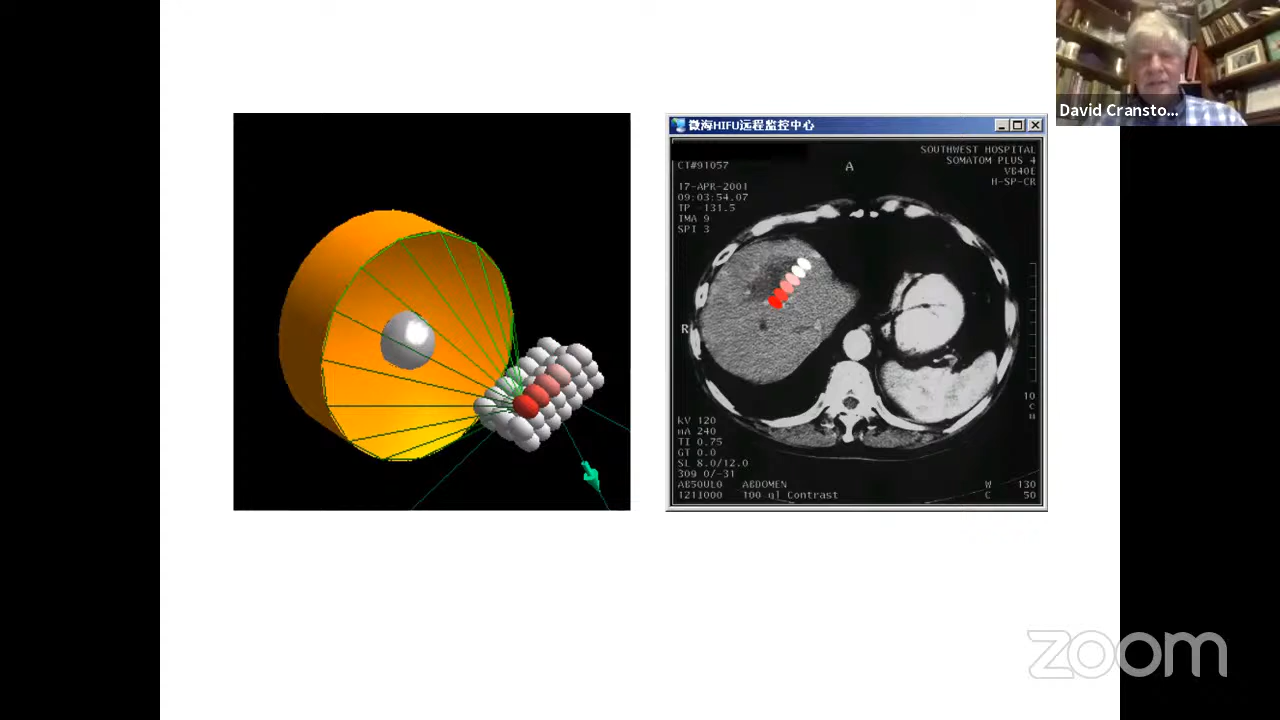 David Cransto...
微海HIFU远程监控中心
CT#91057
17-APR-2001
09:03:54.07
TP -131.5
IMA 9
SPI 3
A
SOUTHWEST HOSPITAL
SOMATOM PLUS 4
VB40E
H-SP-CR
R
10
c
m
kV 120
mA 240
TI 0.75
GT 0.0
SL 8.0/12.0
309 0/-31
AB50UL0 ABDOMEN
1211000 100 ql Contrast
W 130
C 50
zoom